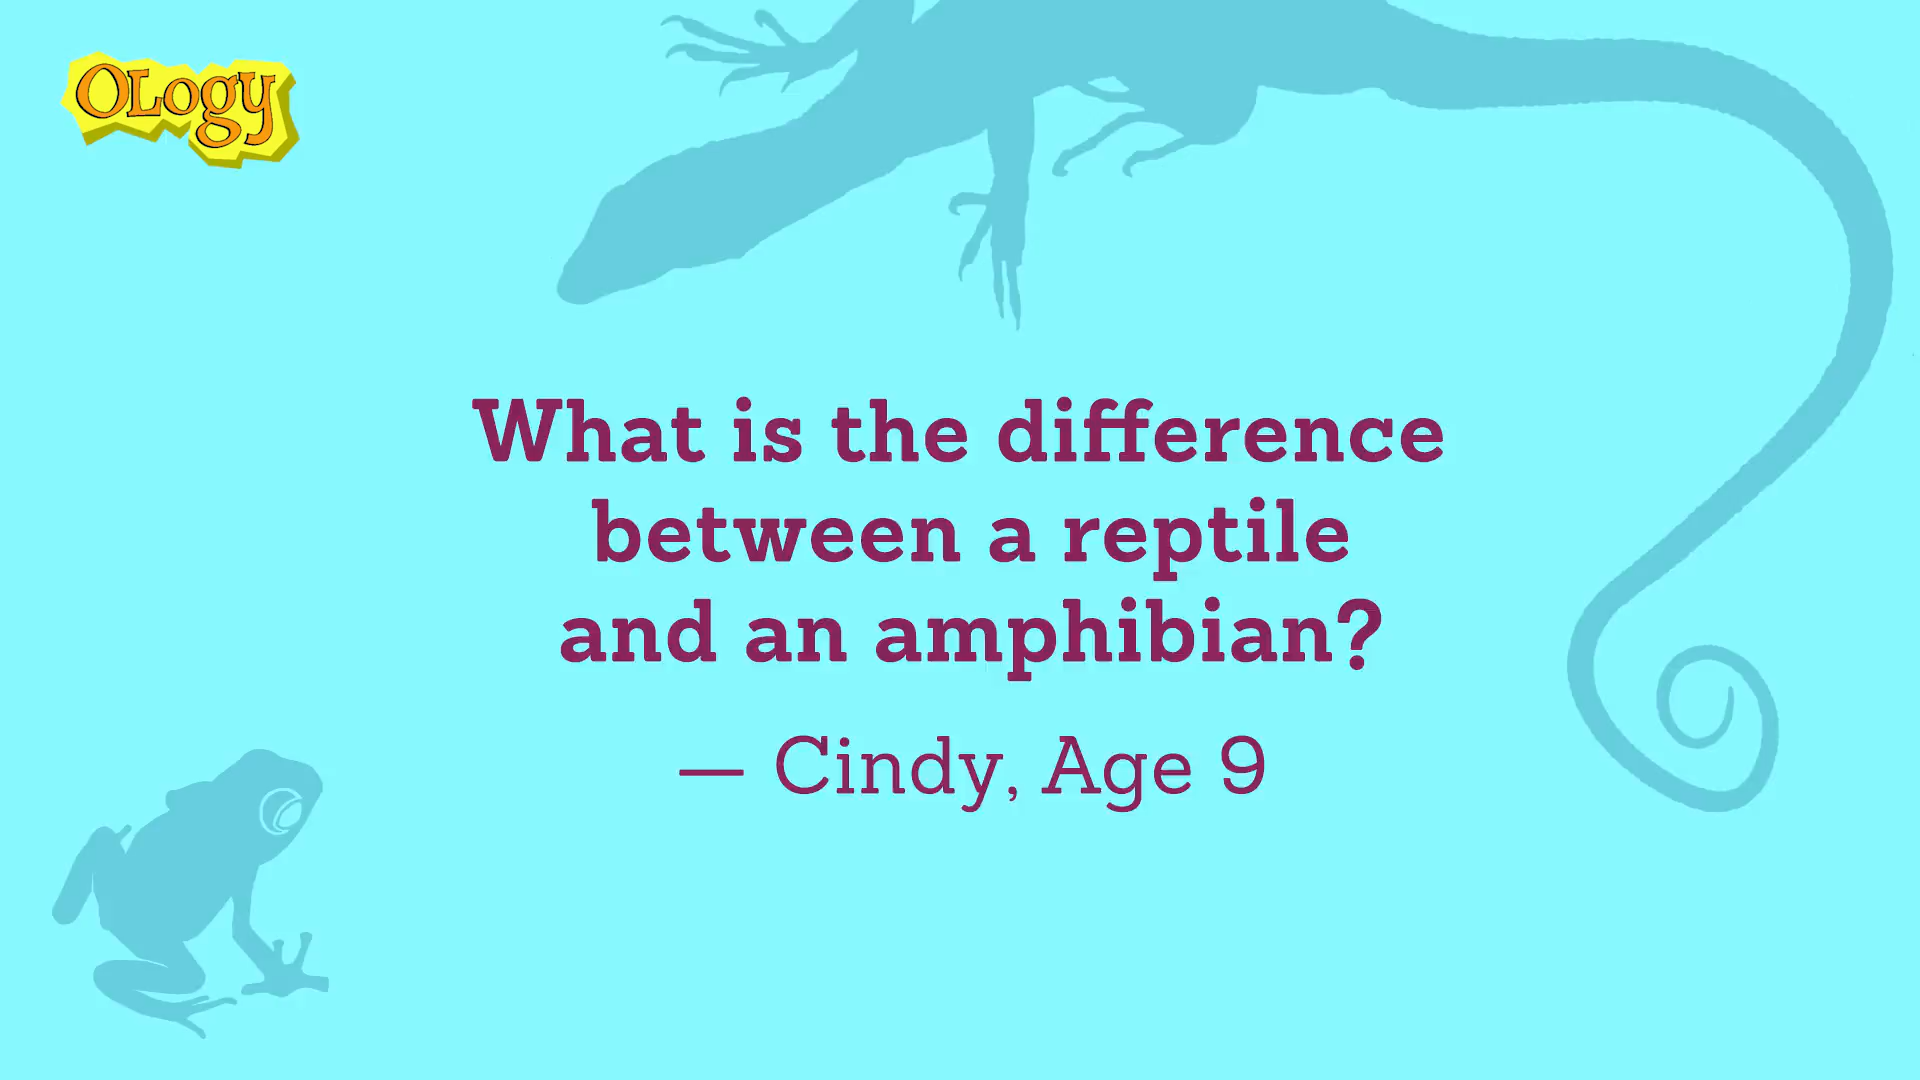 OLogy
What is the difference
between a reptile
and an amphibian?
— Cindy, Age 9